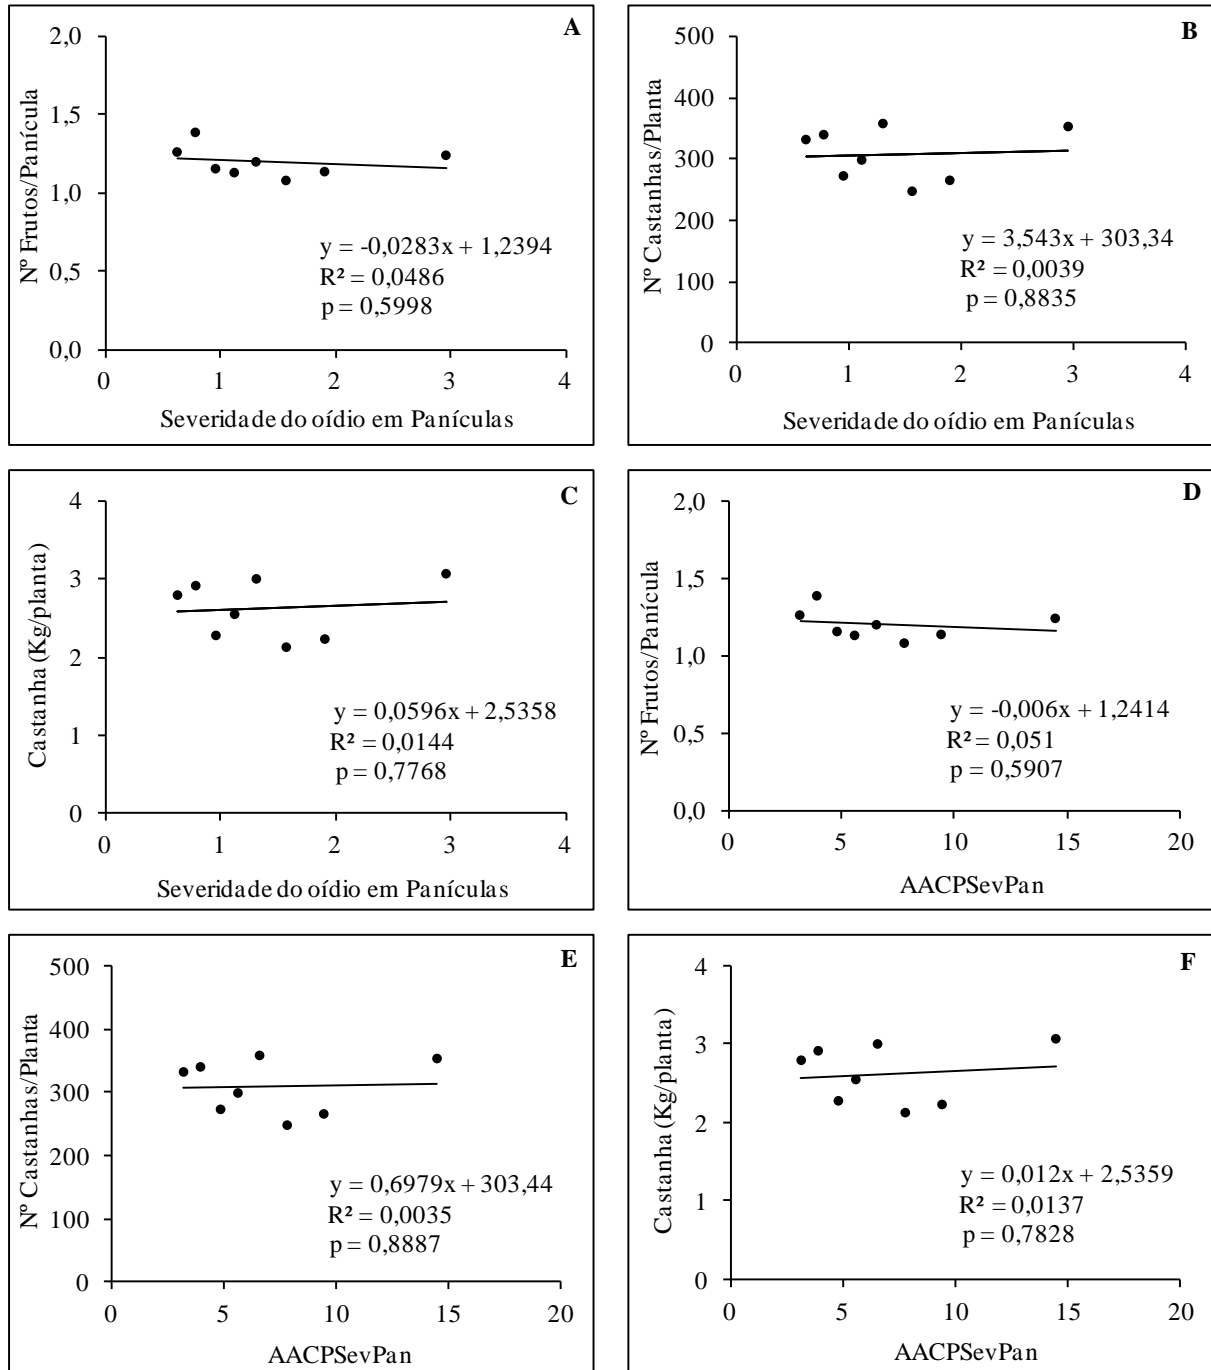 A
2,0
1,5
1,0
0,5
0,0
Nº Frutos/Panícula
y = -0,0283x + 1,2394
R² = 0,0486
p = 0,5998
0 1 2 3 4
Severidade do oídio em Panículas
B
500
400
300
200
100
0
Nº Castanhas/Planta
y = 3,543x + 303,34
R² = 0,0039
p = 0,8835
0 1 2 3 4
Severidade do oídio em Panículas
C
4
3
2
1
0
Castanha (Kg/planta)
y = 0,0596x + 2,5358
R² = 0,0144
p = 0,7768
0 1 2 3 4
Severidade do oídio em Panículas
D
2,0
1,5
1,0
0,5
0,0
Nº Frutos/Panícula
y = -0,006x + 1,2414
R² = 0,051
p = 0,5907
0 5 10 15 20
AACPSevPan
E
500
400
300
200
100
0
Nº Castanhas/Planta
y = 0,6979x + 303,44
R² = 0,0035
p = 0,8887
0 5 10 15 20
AACPSevPan
F
4
3
2
1
0
Castanha (Kg/planta)
y = 0,012x + 2,5359
R² = 0,0137
p = 0,7828
0 5 10 15 20
AACPSevPan